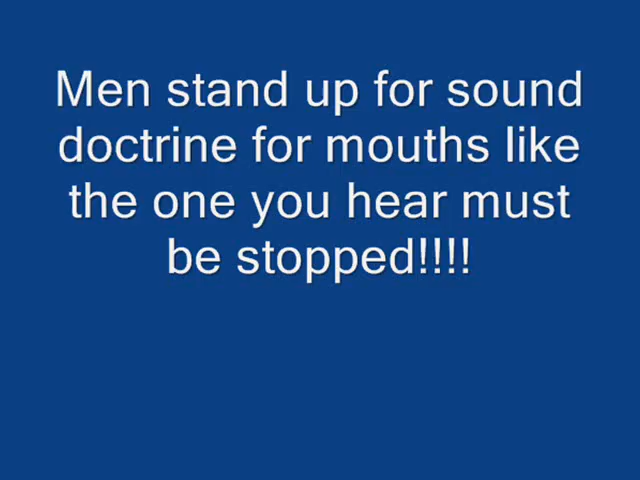 Men stand up for sound
doctrine for mouths like
the one you hear must
be stopped!!!!